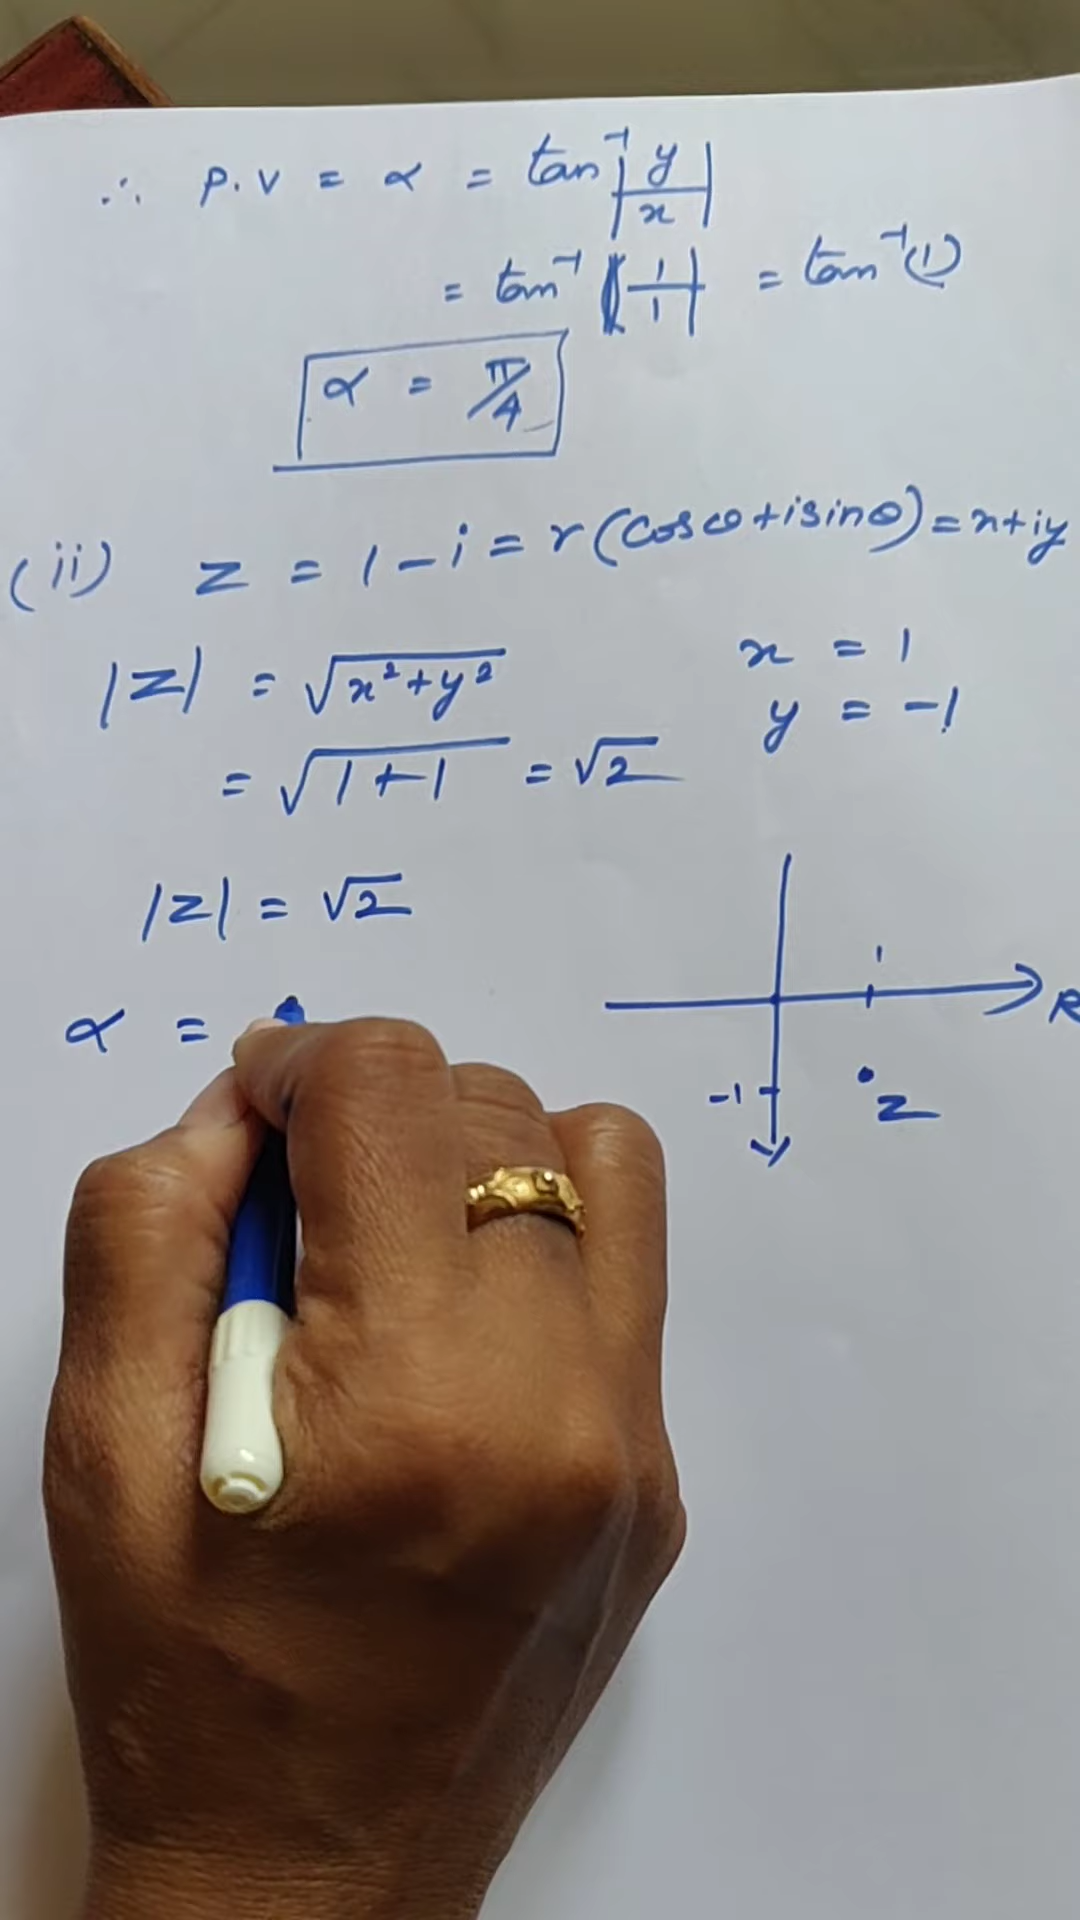 ∴ P.V = α = tan⁻¹|y/x|
= tan⁻¹|1/1| = tan⁻¹(1)
α = π/4
(ii) z = 1 - i = r(cosθ + isinθ) = x + iy
|z| = √x² + y²
x = 1
y = -1
= √1 + 1 = √2
|z| = √2
α =
1
R
-1
z